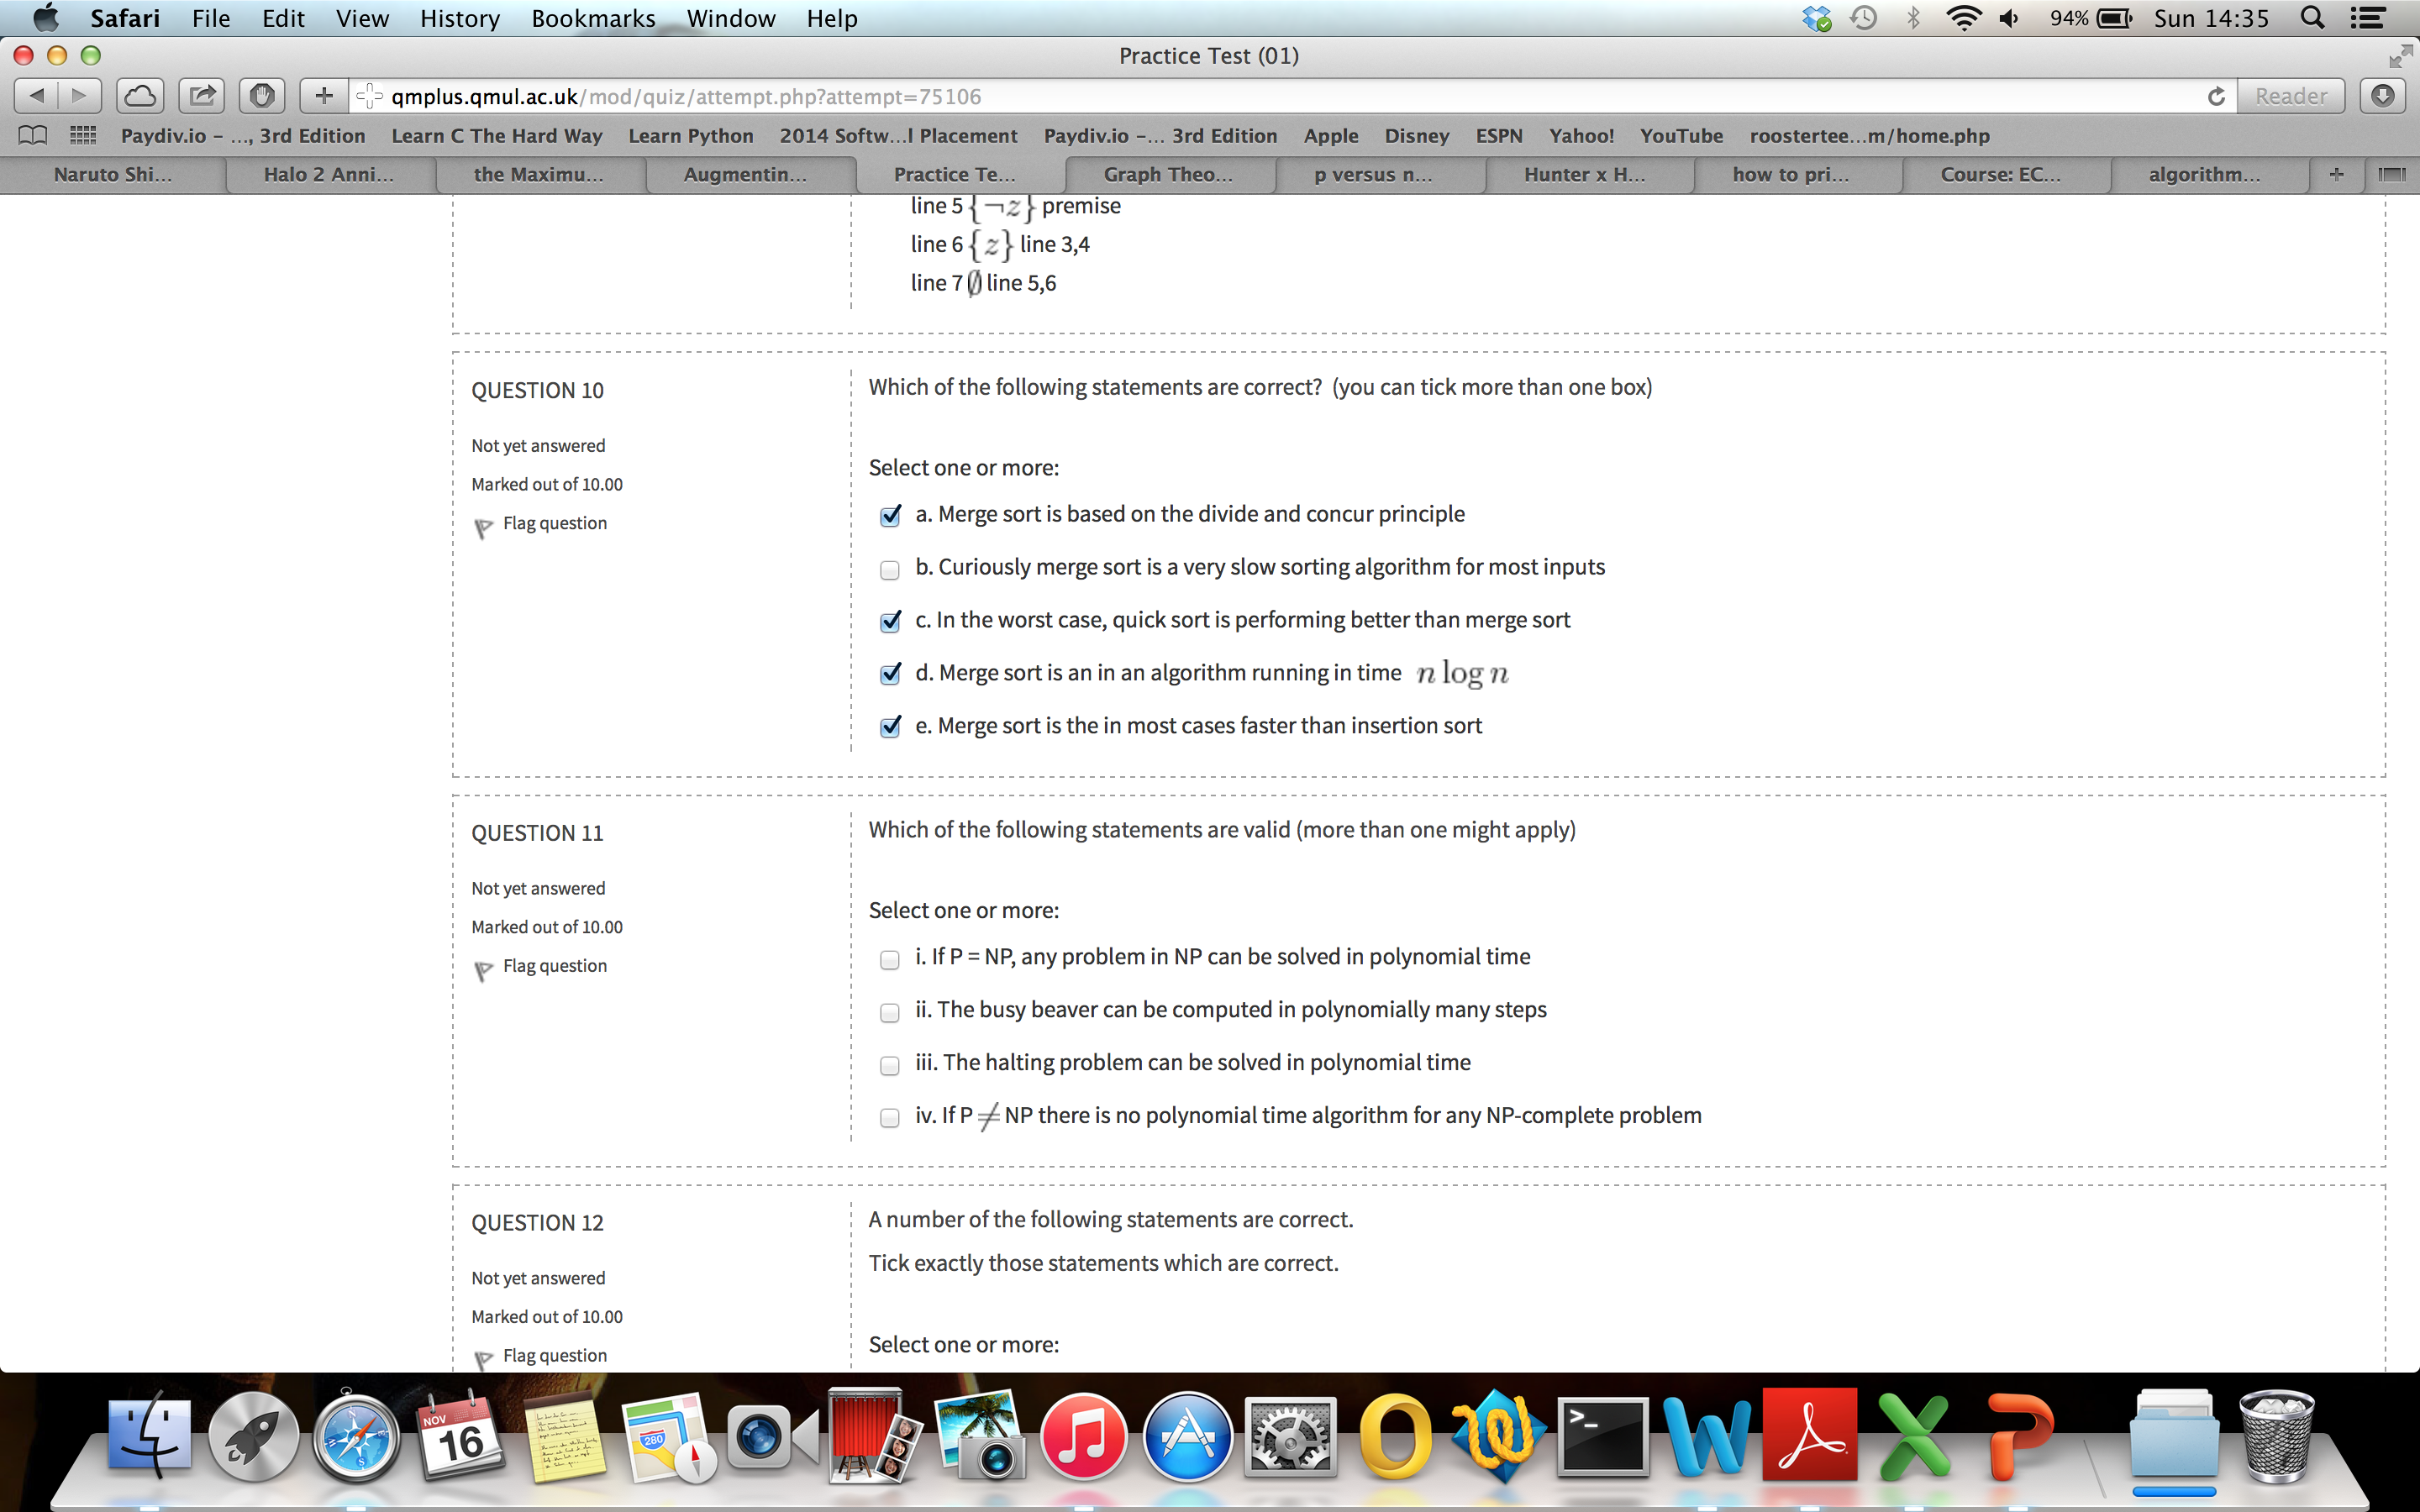 Safari File Edit View History Bookmarks Window Help 94% Sun 14:35
Practice Test (01)
qmplus.qmul.ac.uk/mod/quiz/attempt.php?attempt=75106 Reader
Paydiv.io – ..., 3rd Edition Learn C The Hard Way Learn Python 2014 Softw...l Placement Paydiv.io –... 3rd Edition Apple Disney ESPN Yahoo! YouTube roostertee...m/home.php
Naruto Shi... Halo 2 Anni... the Maximu... Augmentin... Practice Te... Graph Theo... p versus n... Hunter x H... how to pri... Course: EC... algorithm...
line 5 {¬z} premise
line 6 {z} line 3,4
line 7 ∅ line 5,6
QUESTION 10
Not yet answered
Marked out of 10.00
Flag question
Which of the following statements are correct? (you can tick more than one box)
Select one or more:
a. Merge sort is based on the divide and concur principle
b. Curiously merge sort is a very slow sorting algorithm for most inputs
c. In the worst case, quick sort is performing better than merge sort
d. Merge sort is an in an algorithm running in time n log n
e. Merge sort is the in most cases faster than insertion sort
QUESTION 11
Not yet answered
Marked out of 10.00
Flag question
Which of the following statements are valid (more than one might apply)
Select one or more:
i. If P = NP, any problem in NP can be solved in polynomial time
ii. The busy beaver can be computed in polynomially many steps
iii. The halting problem can be solved in polynomial time
iv. If P ≠ NP there is no polynomial time algorithm for any NP-complete problem
QUESTION 12
Not yet answered
Marked out of 10.00
Flag question
A number of the following statements are correct.
Tick exactly those statements which are correct.
Select one or more:
NOV
16
280
>_